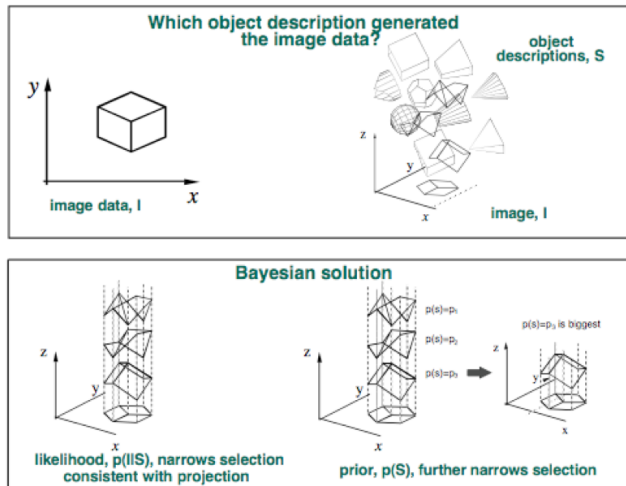 Which object description generated
the image data?
object
descriptions, S
y
x
image data, I
z
y
x
image, I
Bayesian solution
z
y
x
likelihood, p(I|S), narrows selection
consistent with projection
z
y
x
p(s)=p₁
p(s)=p₂
p(s)=p₃
prior, p(S), further narrows selection
p(s)=p₃ is biggest
z
y
x